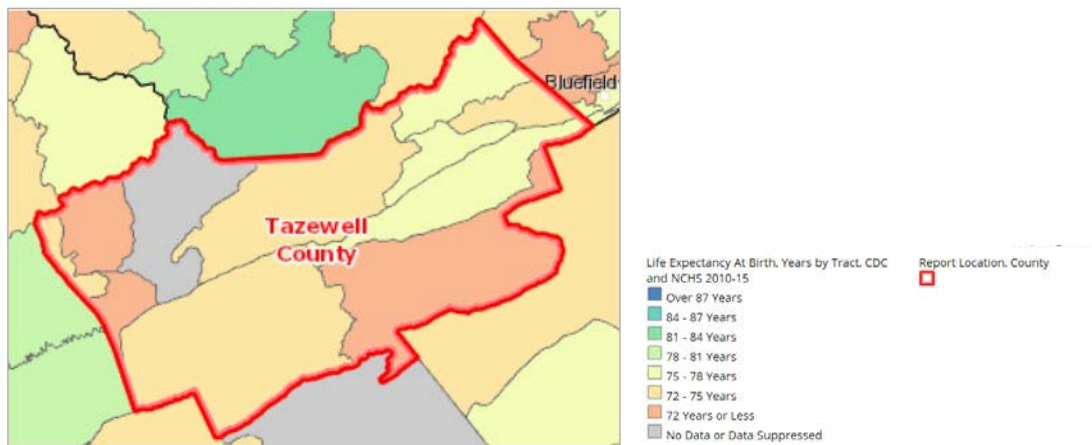 Bluefield
Tazewell
County
Life Expectancy At Birth, Years by Tract, CDC
and NCHS 2010-15
Over 87 Years
84 - 87 Years
81 - 84 Years
78 - 81 Years
75 - 78 Years
72 - 75 Years
72 Years or Less
No Data or Data Suppressed
Report Location, County